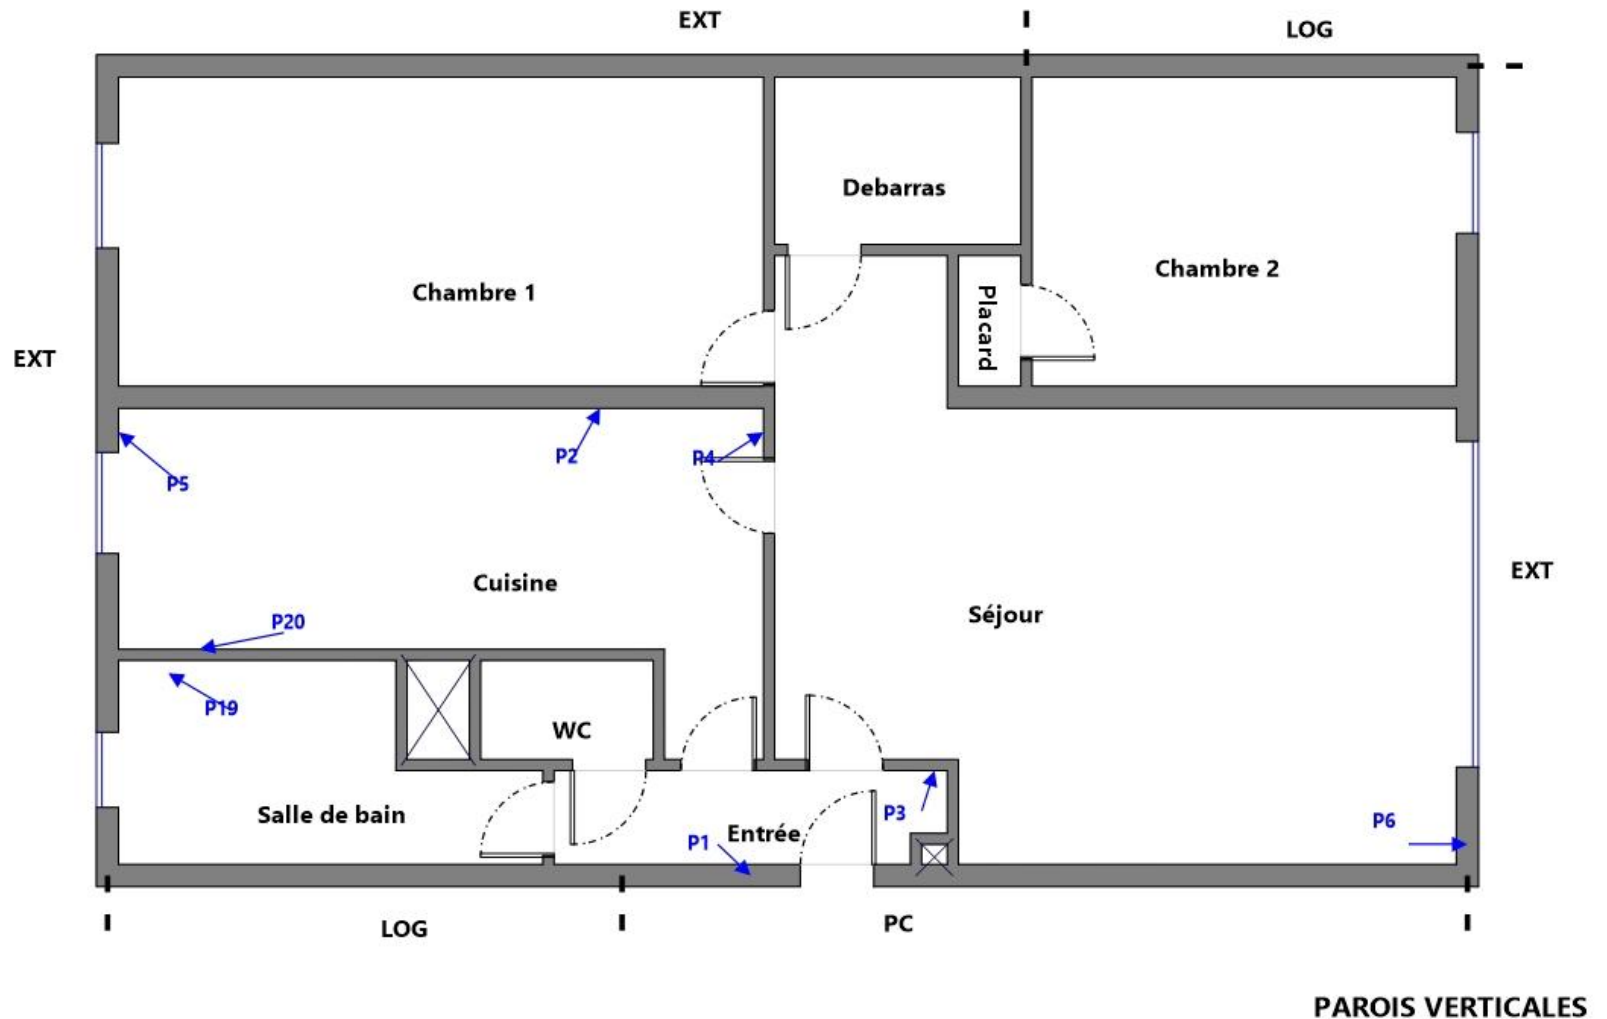 EXT
LOG
Debarras
Chambre 2
Chambre 1
Placard
EXT
P2
P4
P5
EXT
Cuisine
Séjour
P20
P19
WC
Salle de bain
P3
P6
Entrée
P1
LOG
PC
PAROIS VERTICALES